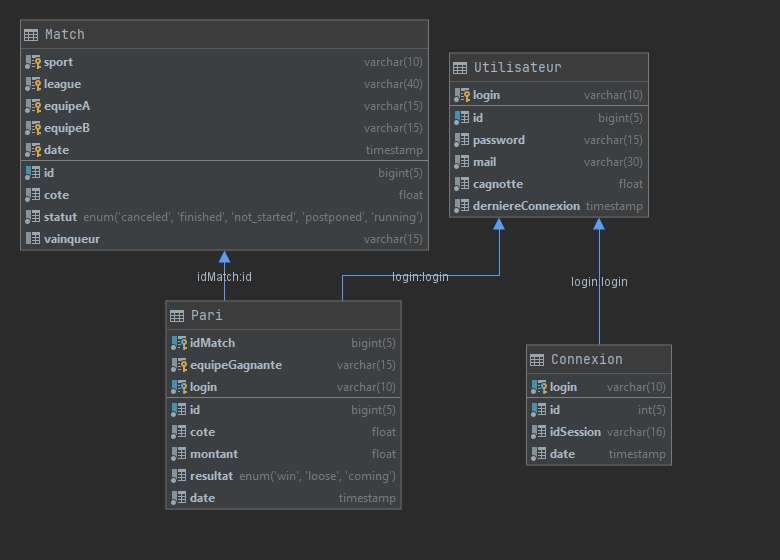 Match
sport varchar(10)
league varchar(40)
equipeA varchar(15)
equipeB varchar(15)
date timestamp
id bigint(5)
cote float
statut enum('canceled', 'finished', 'not_started', 'postponed', 'running')
vainqueur varchar(15)
Utilisateur
login varchar(10)
id bigint(5)
password varchar(15)
mail varchar(30)
cagnotte float
derniereConnexion timestamp
idMatch:id
login:login
login:login
Pari
idMatch bigint(5)
equipeGagnante varchar(15)
login varchar(10)
id bigint(5)
cote float
montant float
resultat enum('win', 'loose', 'coming')
date timestamp
Connexion
login varchar(10)
id int(5)
idSession varchar(16)
date timestamp